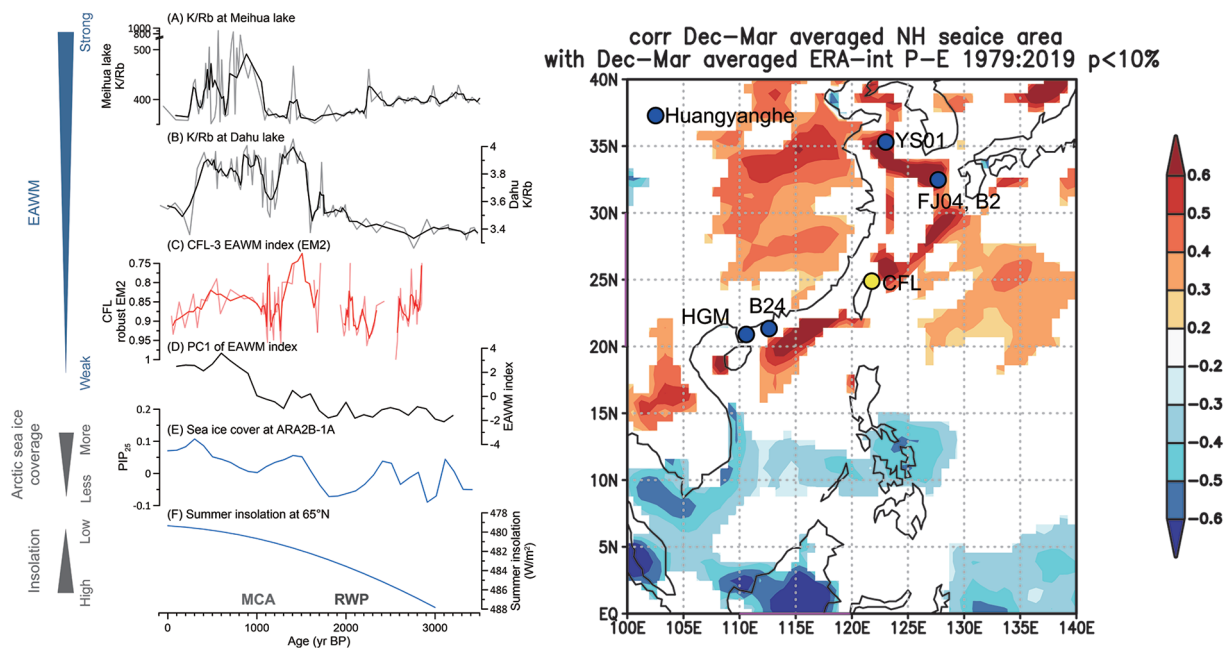 (A) K/Rb at Meihua lake
1000
800
500
400
Meihua lake
K/Rb
(B) K/Rb at Dahu lake
4
3.8
3.6
3.4
Dahu
K/Rb
(C) CFL-3 EAWM index (EM2)
0.75
0.8
0.85
0.9
0.95
1
CFL
robust EM2
(D) PC1 of EAWM index
4
2
0
-2
-4
EAWM index
(E) Sea ice cover at ARA2B-1A
0.2
0.1
0
-0.1
PIP25
(F) Summer insolation at 65°N
478
480
482
484
486
488
Summer insolation
(W/m²)
MCA
RWP
0
1000
2000
3000
Age (yr BP)
Strong
EAWM
Weak
Arctic sea ice
coverage
More
Less
Insolation
Low
High
corr Dec-Mar averaged NH seaice area
with Dec-Mar averaged ERA-int P-E 1979:2019 p<10%
40N
35N
30N
25N
20N
15N
10N
5N
EQ
100E
105E
110E
115E
120E
125E
130E
135E
140E
Huangyanghe
YS01
FJ04, B2
CFL
B24
HGM
0.6
0.5
0.4
0.3
0.2
-0.2
-0.3
-0.4
-0.5
-0.6